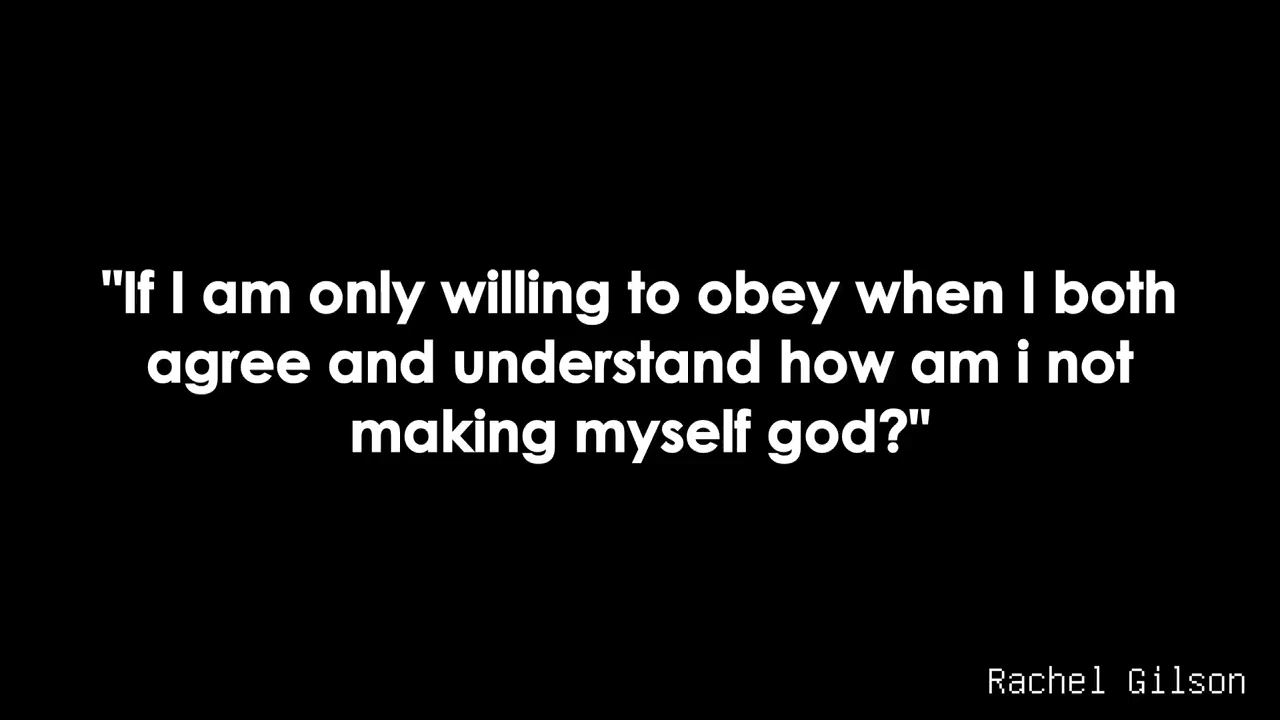 "If I am only willing to obey when I both
agree and understand how am i not
making myself god?"
Rachel Gilson